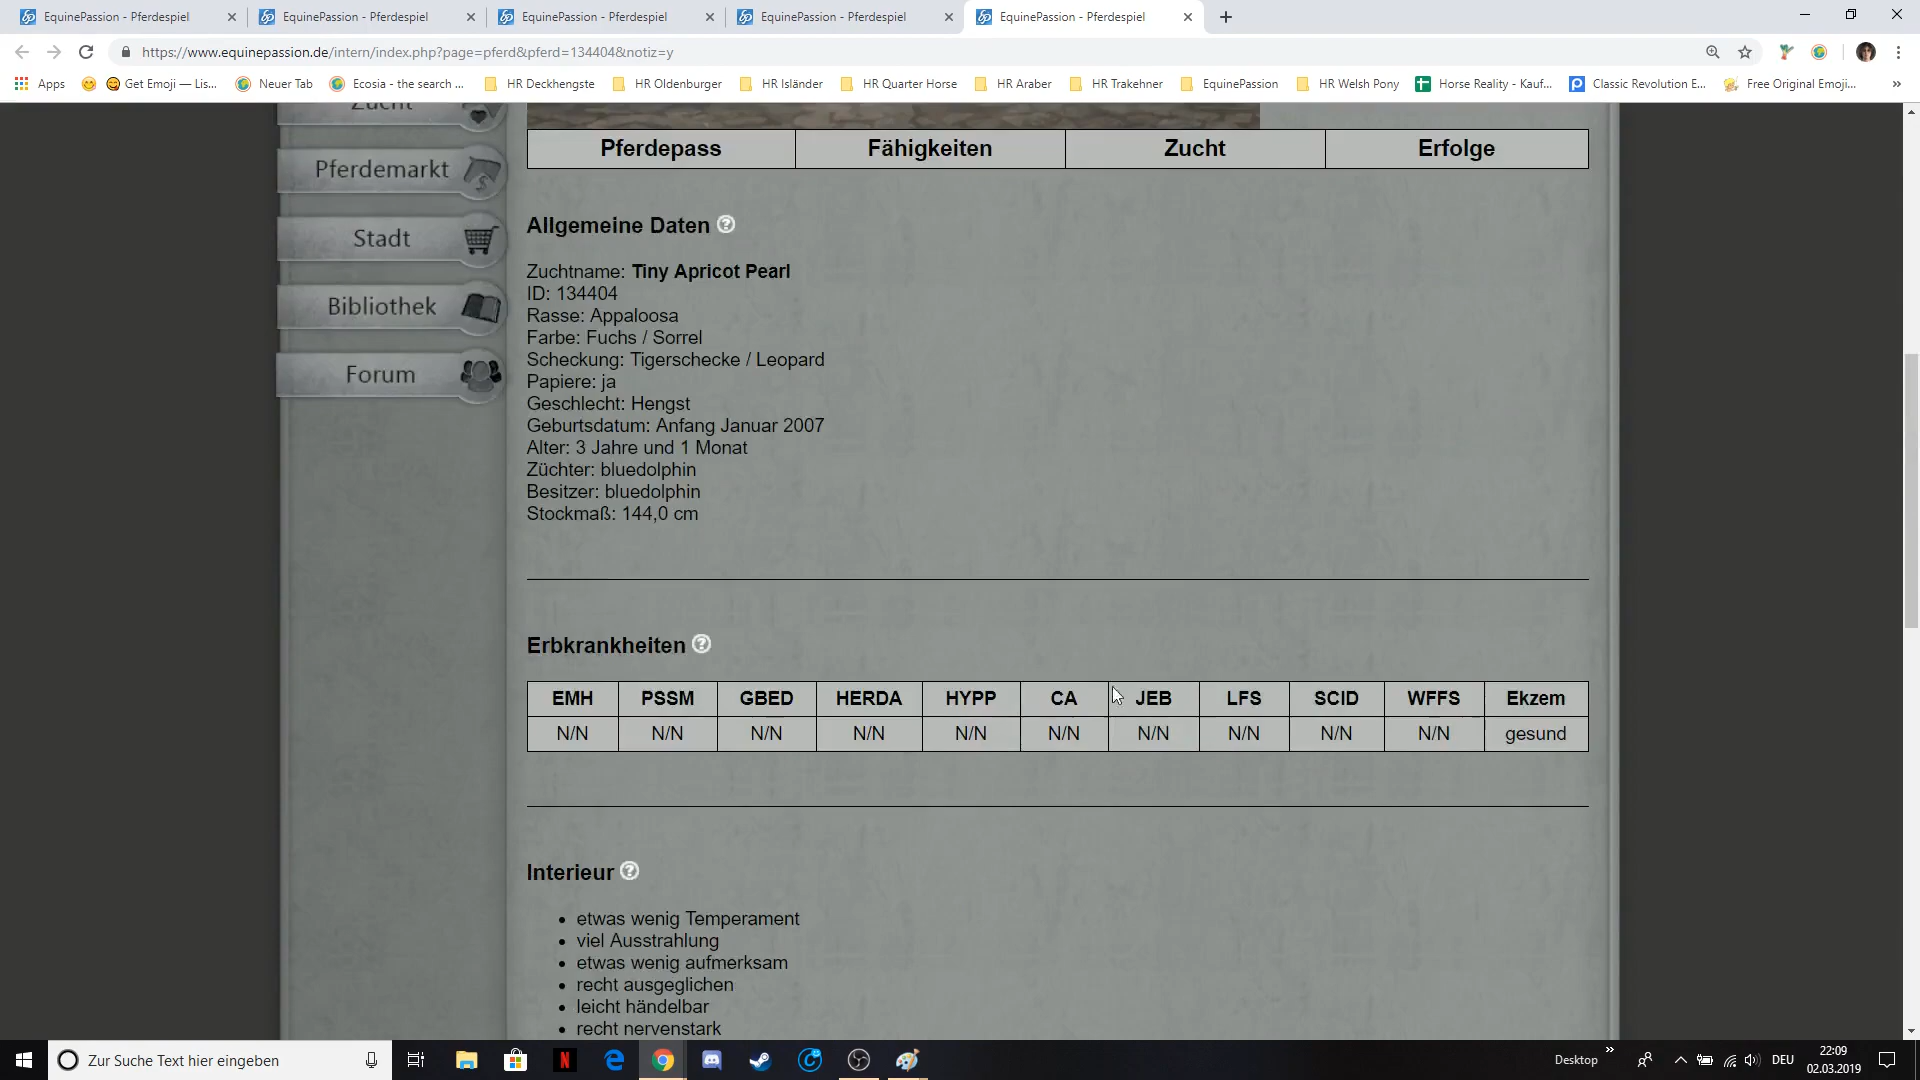 EquinePassion - Pferdespiel
EquinePassion - Pferdespiel
EquinePassion - Pferdespiel
EquinePassion - Pferdespiel
EquinePassion - Pferdespiel
https://www.equinepassion.de/intern/index.php?page=pferd&pferd=134404&notiz=y
Apps
Get Emoji — Lis...
Neuer Tab
Ecosia - the search ...
HR Deckhengste
HR Oldenburger
HR Isländer
HR Quarter Horse
HR Araber
HR Trakehner
EquinePassion
HR Welsh Pony
Horse Reality - Kauf...
Classic Revolution E...
Free Original Emoji...
Zucht
Pferdemarkt
Stadt
Bibliothek
Forum
Pferdepass Fähigkeiten Zucht Erfolge
Allgemeine Daten ?
Zuchtname: Tiny Apricot Pearl
ID: 134404
Rasse: Appaloosa
Farbe: Fuchs / Sorrel
Scheckung: Tigerschecke / Leopard
Papiere: ja
Geschlecht: Hengst
Geburtsdatum: Anfang Januar 2007
Alter: 3 Jahre und 1 Monat
Züchter: bluedolphin
Besitzer: bluedolphin
Stockmaß: 144,0 cm
Erbkrankheiten ?
EMH PSSM GBED HERDA HYPP CA JEB LFS SCID WFFS Ekzem
N/N N/N N/N N/N N/N N/N N/N N/N N/N N/N gesund
Interieur ?
• etwas wenig Temperament
• viel Ausstrahlung
• etwas wenig aufmerksam
• recht ausgeglichen
• leicht händelbar
• recht nervenstark
Zur Suche Text hier eingeben
Desktop
DEU
22:09
02.03.2019